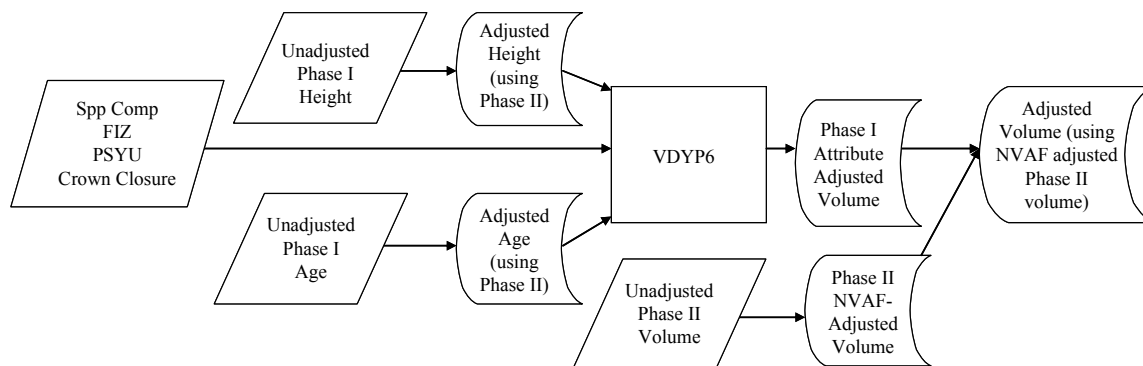 Unadjusted
Phase I
Height
Adjusted
Height
(using
Phase II)
Spp Comp
FIZ
PSYU
Crown Closure
VDYP6
Phase I
Attribute
Adjusted
Volume
Adjusted
Volume (using
NVAF adjusted
Phase II
volume)
Unadjusted
Phase I
Age
Adjusted
Age
(using
Phase II)
Unadjusted
Phase II
Volume
Phase II
NVAF-
Adjusted
Volume